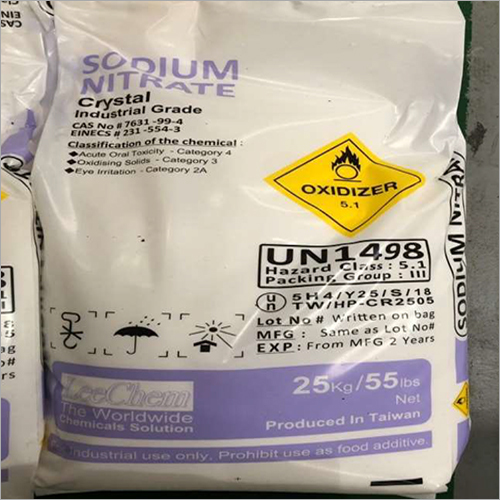 SODIUM
NITRATE
Crystal
Industrial Grade
CAS No # 7631-99-4
EINECS # 231-554-3
Classification of the chemical :
◆Acute Oral Toxicity - Category 4
◆Oxidising Solids - Category 3
◆Eye Irritation - Category 2A
OXIDIZER
5.1
UN1498
Hazard Class : 5.1
Packing Group : III
u n 5H4/Y25/S/18
TW/HP-CR2505
Lot No# Written on bag
MFG : Same as Lot No#
EXP : From MFG 2 Years
LeeChem
The Worldwide
Chemicals Solution
25Kg/55lbs
Net
Produced In Taiwan
Industrial use only. Prohibit use as food additive.
SODIUM NITRA
CAS
EINE